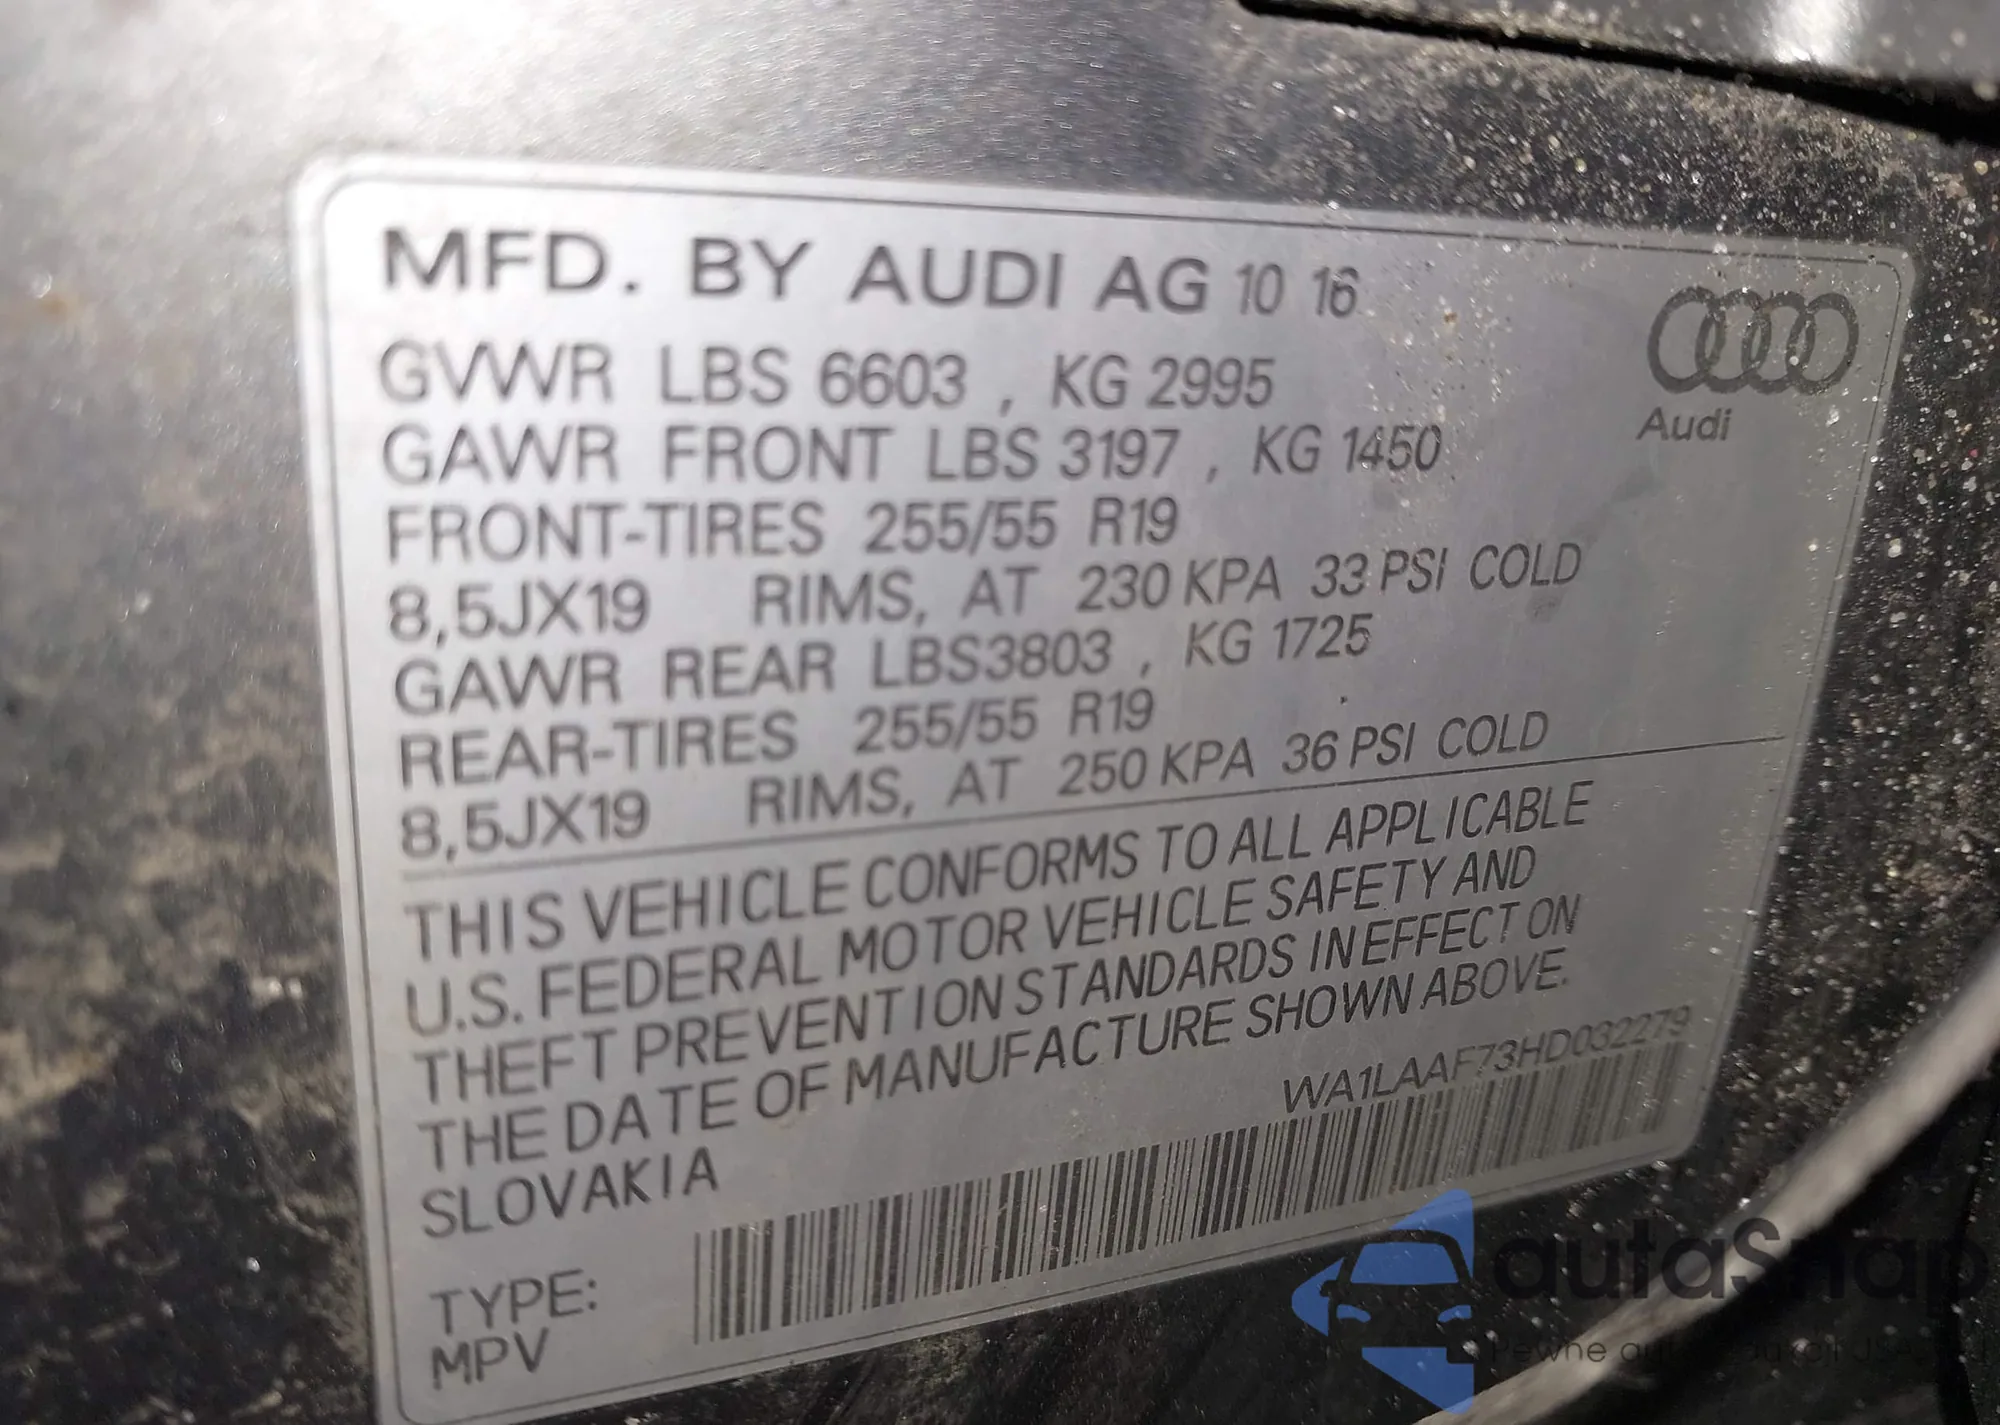 MFD. BY AUDI AG 10 16
GVWR LBS 6603 , KG 2995
Audi
GAWR FRONT LBS 3197 , KG 1450
FRONT-TIRES 255/55 R19
8,5JX19 RIMS, AT 230 KPA 33 PSI COLD
GAWR REAR LBS3803 , KG 1725
REAR-TIRES 255/55 R19
8,5JX19 RIMS, AT 250 KPA 36 PSI COLD
THIS VEHICLE CONFORMS TO ALL APPLICABLE
U.S. FEDERAL MOTOR VEHICLE SAFETY AND
THEFT PREVENTION STANDARDS IN EFFECT ON
THE DATE OF MANUFACTURE SHOWN ABOVE.
WA1LAAF73HD032279
SLOVAKIA
TYPE:
MPV
autaSnap
Pewne